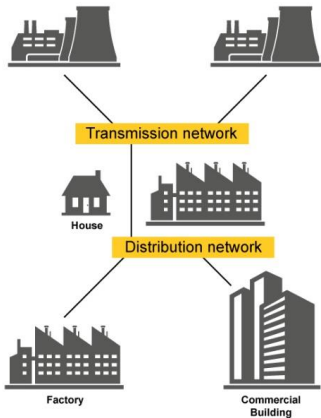 Transmission network
House
Distribution network
Factory
Commercial
Building